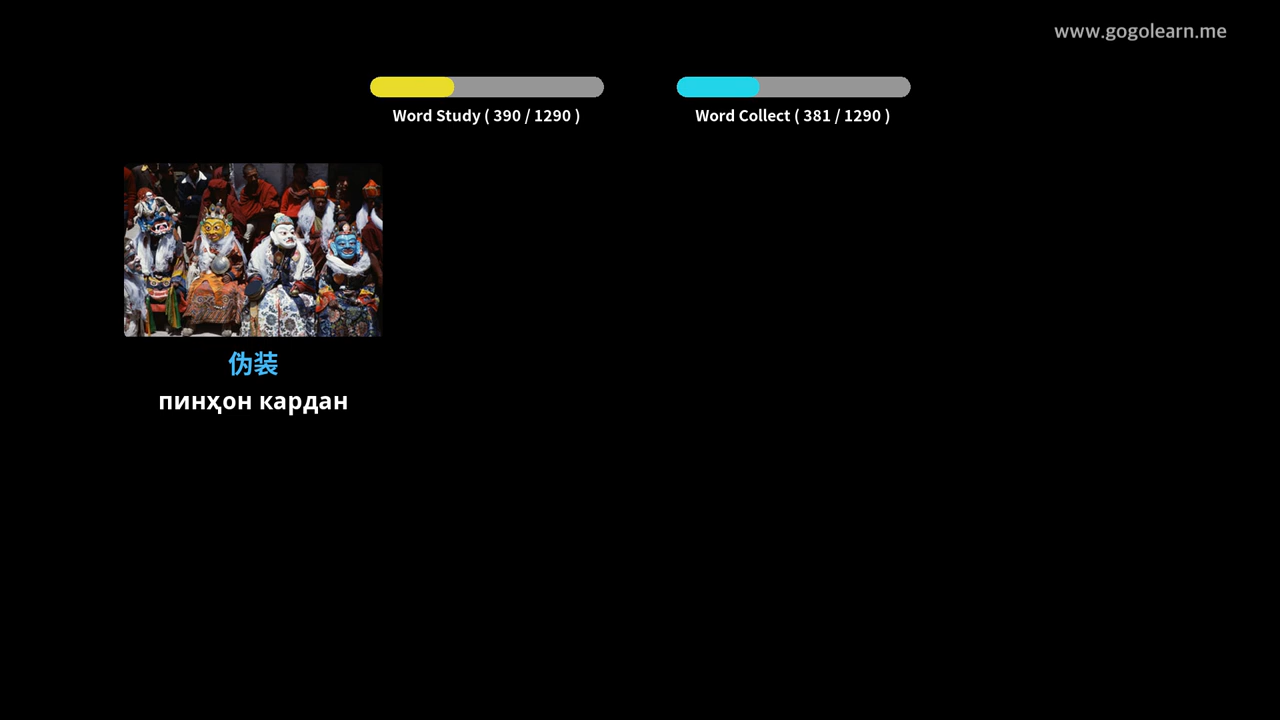 www.gogolearn.me
Word Study ( 390 / 1290 )
Word Collect ( 381 / 1290 )
伪装
пинҳон кардан